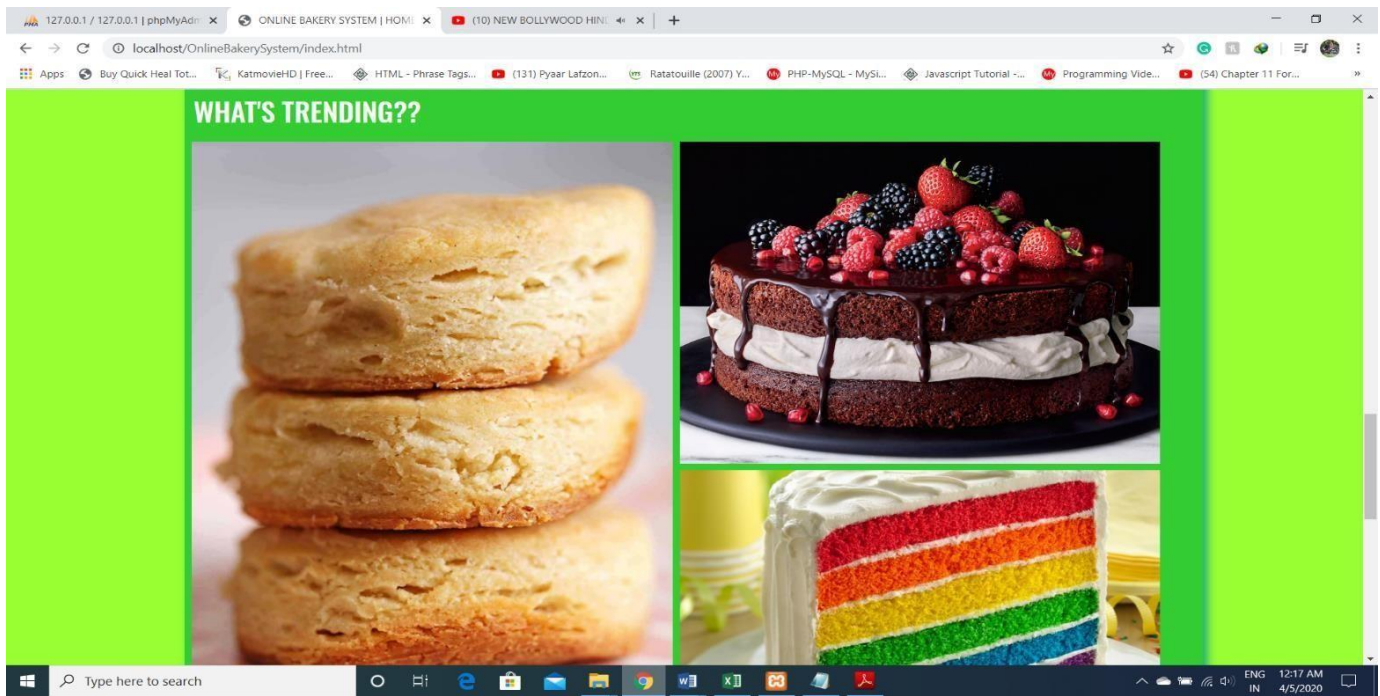 127.0.0.1 / 127.0.0.1 | phpMyAdm
ONLINE BAKERY SYSTEM | HOME
(10) NEW BOLLYWOOD HIND
localhost/OnlineBakerySystem/index.html
Apps
Buy Quick Heal Tot...
KatmovieHD | Free...
HTML - Phrase Tags...
(131) Pyaar Lafzon...
Ratatouille (2007) Y...
PHP-MySQL - MySi...
Javascript Tutorial -...
Programming Vide...
(54) Chapter 11 For...
WHAT'S TRENDING??
Type here to search
ENG
IN
12:17 AM
4/5/2020